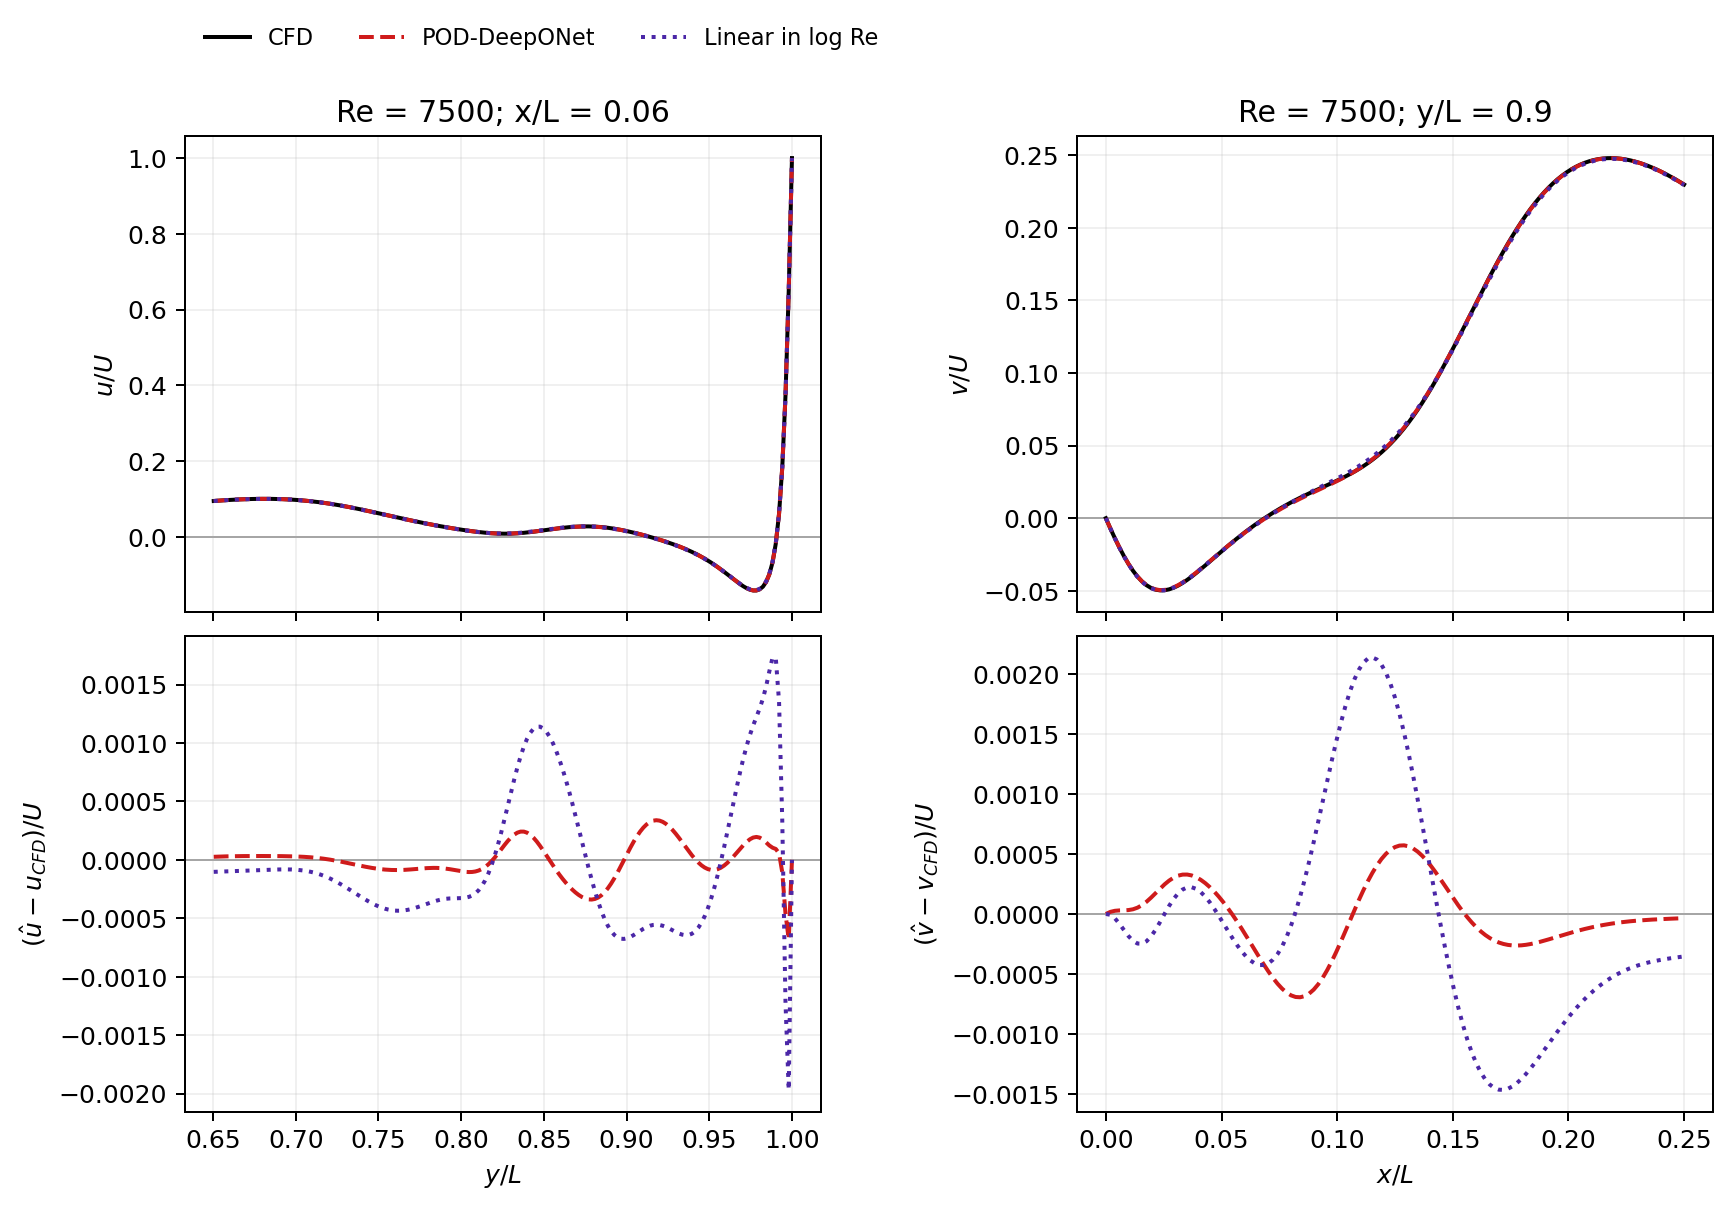 CFD POD-DeepONet Linear in log Re
Re = 7500; x/L = 0.06
1.0
0.8
0.6
0.4
0.2
0.0
u/U
Re = 7500; y/L = 0.9
0.25
0.20
0.15
0.10
0.05
0.00
−0.05
v/U
0.0015
0.0010
0.0005
0.0000
−0.0005
−0.0010
−0.0015
−0.0020
(û − u_{CFD})/U
0.65 0.70 0.75 0.80 0.85 0.90 0.95 1.00
y/L
0.0020
0.0015
0.0010
0.0005
0.0000
−0.0005
−0.0010
−0.0015
(v̂ − v_{CFD})/U
0.00 0.05 0.10 0.15 0.20 0.25
x/L